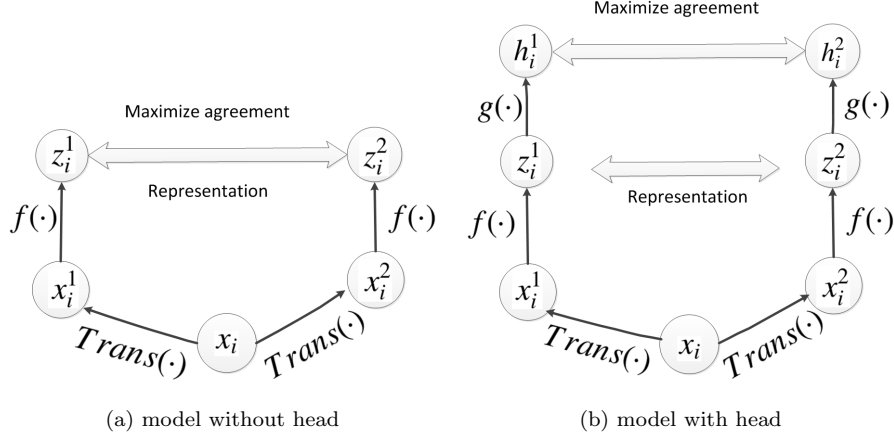 Maximize agreement
z_i^1
z_i^2
Representation
f(·)
f(·)
x_i^1
x_i^2
x_i
Trans(·)
Trans(·)
(a) model without head
Maximize agreement
h_i^1
h_i^2
g(·)
g(·)
z_i^1
z_i^2
Representation
f(·)
f(·)
x_i^1
x_i^2
x_i
Trans(·)
Trans(·)
(b) model with head